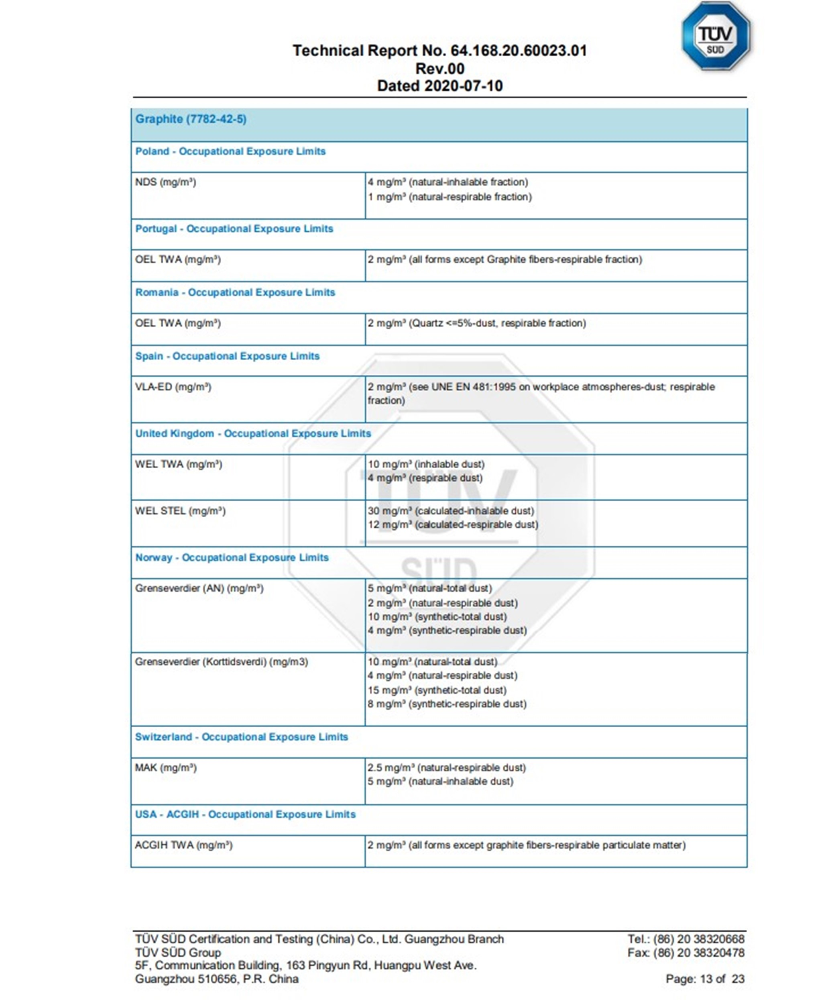 TÜV
SÜD
Technical Report No. 64.168.20.60023.01
Rev.00
Dated 2020-07-10
Graphite (7782-42-5)
Poland - Occupational Exposure Limits
NDS (mg/m³)
4 mg/m³ (natural-inhalable fraction)
1 mg/m³ (natural-respirable fraction)
Portugal - Occupational Exposure Limits
OEL TWA (mg/m³)
2 mg/m³ (all forms except Graphite fibers-respirable fraction)
Romania - Occupational Exposure Limits
OEL TWA (mg/m³)
2 mg/m³ (Quartz <=5%-dust, respirable fraction)
Spain - Occupational Exposure Limits
VLA-ED (mg/m³)
2 mg/m³ (see UNE EN 481:1995 on workplace atmospheres-dust; respirable
fraction)
United Kingdom - Occupational Exposure Limits
WEL TWA (mg/m³)
10 mg/m³ (inhalable dust)
4 mg/m³ (respirable dust)
WEL STEL (mg/m³)
30 mg/m³ (calculated-inhalable dust)
12 mg/m³ (calculated-respirable dust)
TÜV
SÜD
Norway - Occupational Exposure Limits
Grenseverdier (AN) (mg/m³)
5 mg/m³ (natural-total dust)
2 mg/m³ (natural-respirable dust)
10 mg/m³ (synthetic-total dust)
4 mg/m³ (synthetic-respirable dust)
Grenseverdier (Korttidsverdi) (mg/m3)
10 mg/m³ (natural-total dust)
4 mg/m³ (natural-respirable dust)
15 mg/m³ (synthetic-total dust)
8 mg/m³ (synthetic-respirable dust)
Switzerland - Occupational Exposure Limits
MAK (mg/m³)
2.5 mg/m³ (natural-respirable dust)
5 mg/m³ (natural-inhalable dust)
USA - ACGIH - Occupational Exposure Limits
ACGIH TWA (mg/m³)
2 mg/m³ (all forms except graphite fibers-respirable particulate matter)
TÜV SÜD Certification and Testing (China) Co., Ltd. Guangzhou Branch
TÜV SÜD Group
5F, Communication Building, 163 Pingyun Rd, Huangpu West Ave.
Guangzhou 510656, P.R. China
Tel.: (86) 20 38320668
Fax: (86) 20 38320478
Page: 13 of 23